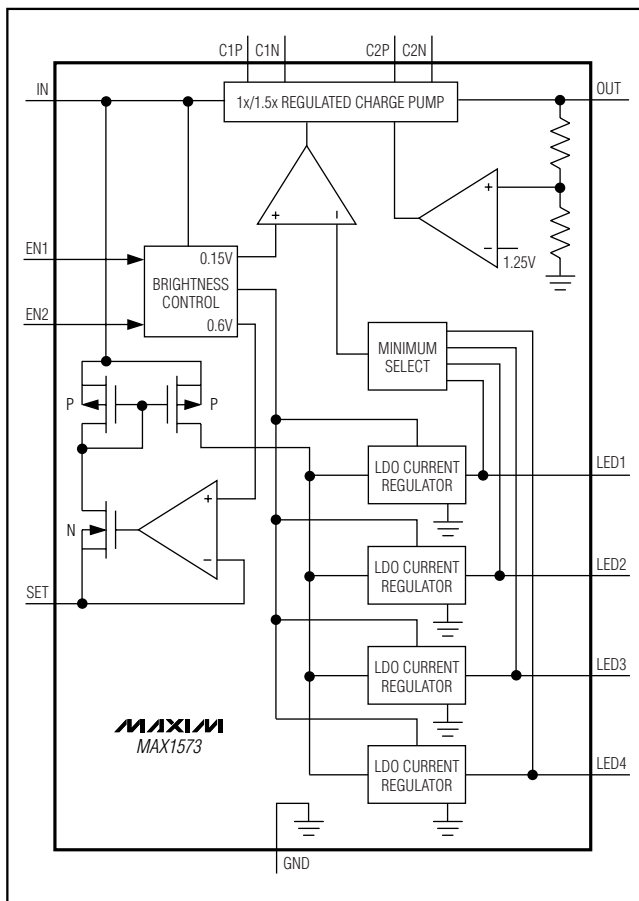 C1P C1N C2P C2N
IN
1x/1.5x REGULATED CHARGE PUMP
OUT
+ –
+
–
1.25V
EN1
0.15V
BRIGHTNESS
CONTROL
EN2
0.6V
MINIMUM
SELECT
P P
LDO CURRENT
REGULATOR
LED1
+
N
–
LDO CURRENT
REGULATOR
LED2
SET
LDO CURRENT
REGULATOR
LED3
MAXIM
MAX1573
LDO CURRENT
REGULATOR
LED4
GND